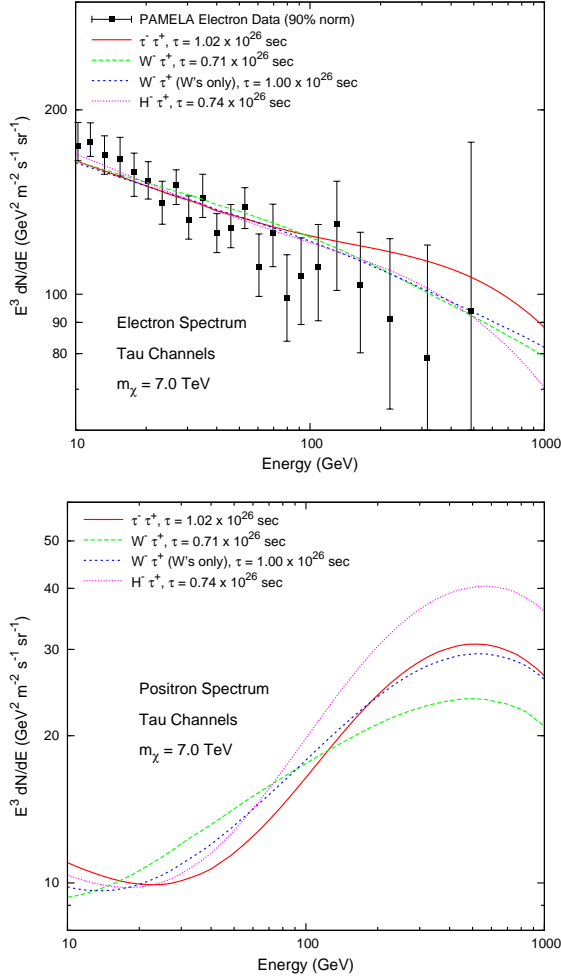 PAMELA Electron Data (90% norm)
τ⁻ τ⁺, τ = 1.02 x 10²⁶ sec
W⁻ τ⁺, τ = 0.71 x 10²⁶ sec
W⁻ τ⁺ (W's only), τ = 1.00 x 10²⁶ sec
H⁻ τ⁺, τ = 0.74 x 10²⁶ sec
200
100
90
80
E³ dN/dE (GeV² m⁻² s⁻¹ sr⁻¹)
Electron Spectrum
Tau Channels
m_χ = 7.0 TeV
10
100
1000
Energy (GeV)
τ⁻ τ⁺, τ = 1.02 x 10²⁶ sec
W⁻ τ⁺, τ = 0.71 x 10²⁶ sec
W⁻ τ⁺ (W's only), τ = 1.00 x 10²⁶ sec
H⁻ τ⁺, τ = 0.74 x 10²⁶ sec
50
40
30
20
10
E³ dN/dE (GeV² m⁻² s⁻¹ sr⁻¹)
Positron Spectrum
Tau Channels
m_χ = 7.0 TeV
10
100
1000
Energy (GeV)